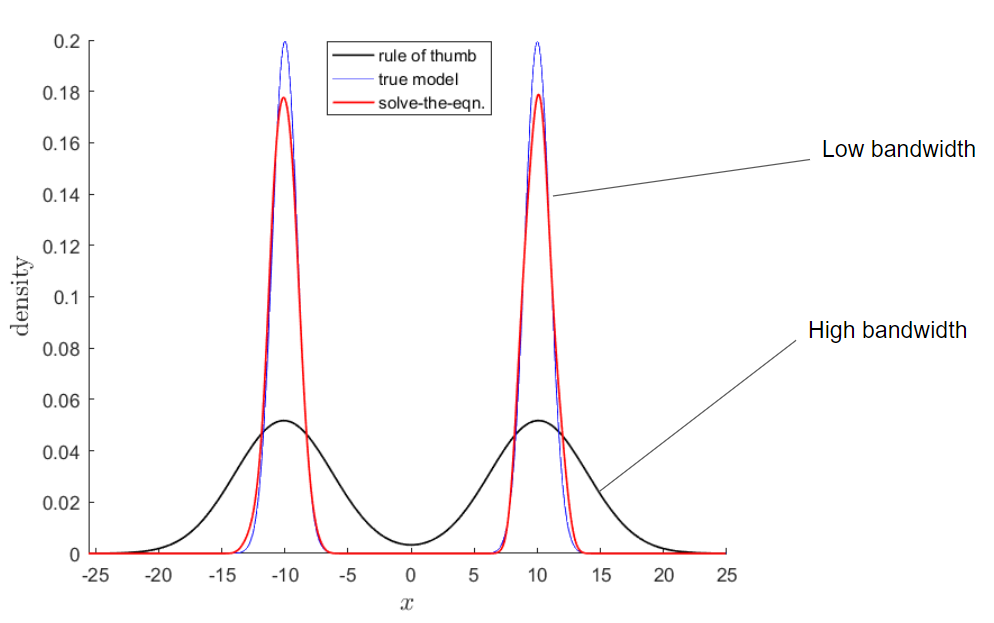 rule of thumb
true model
solve-the-eqn.
0.2
0.18
0.16
0.14
0.12
0.1
0.08
0.06
0.04
0.02
0
density
-25 -20 -15 -10 -5 0 5 10 15 20 25
x
Low bandwidth
High bandwidth